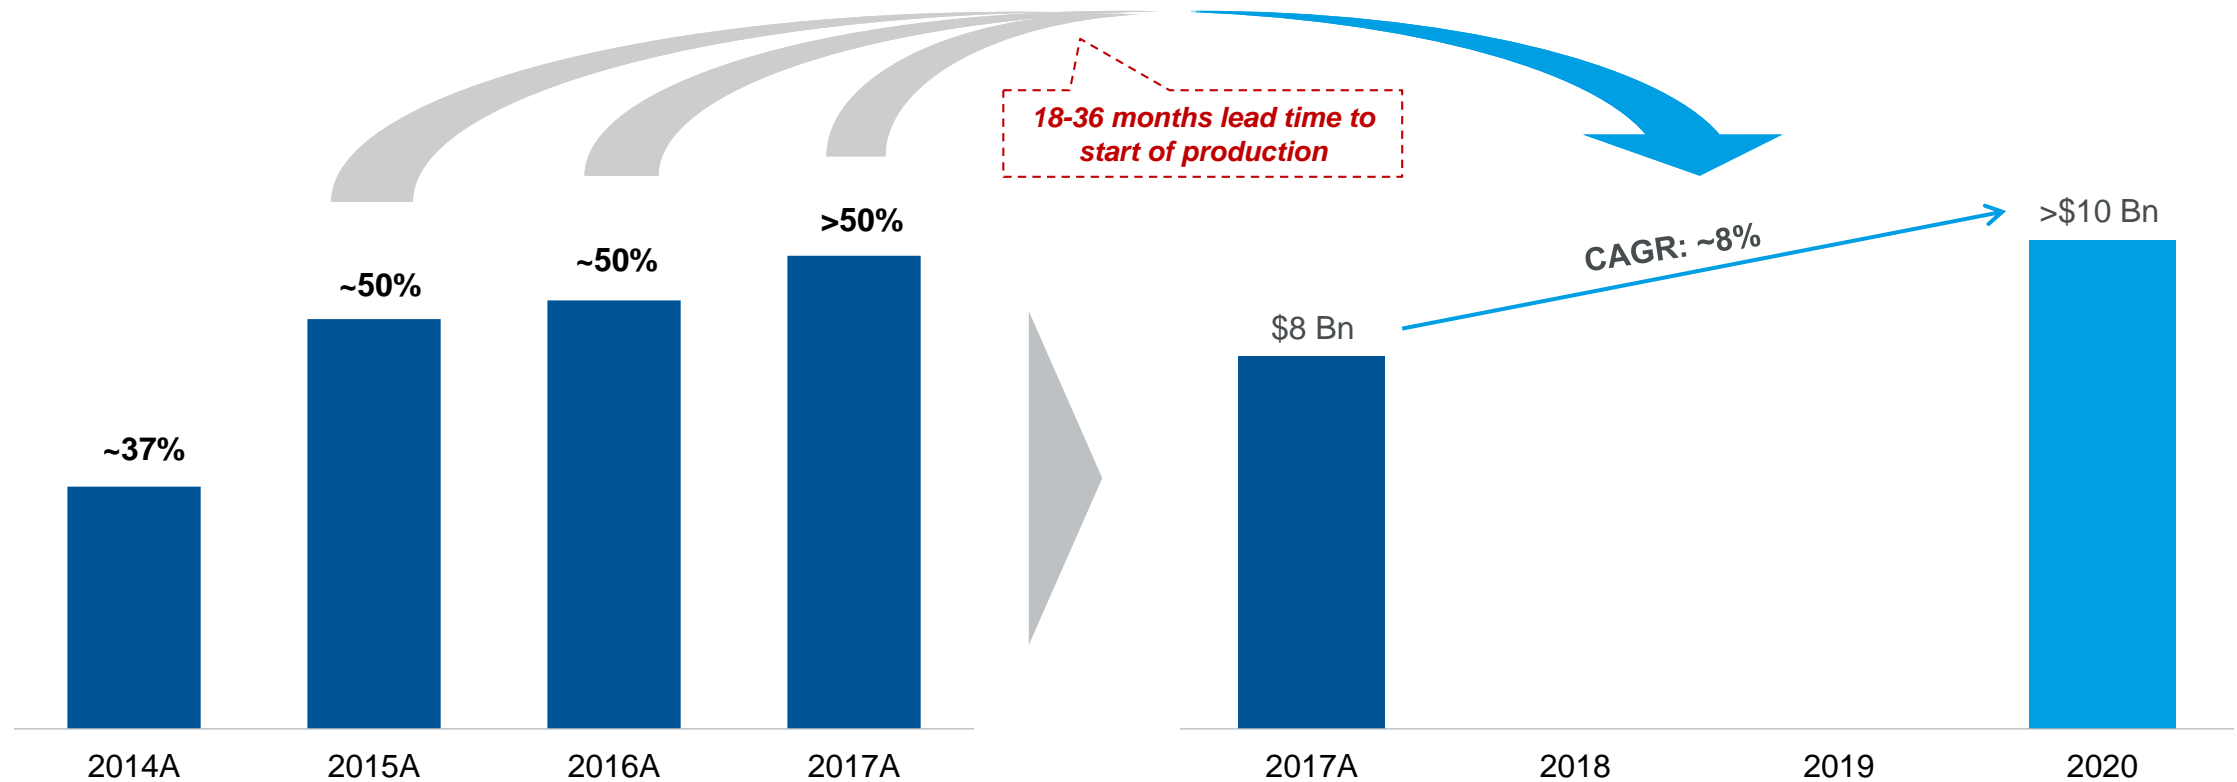 18-36 months lead time to
start of production
~37%
~50%
~50%
>50%
2014A
2015A
2016A
2017A
$8 Bn
CAGR: ~8%
>$10 Bn
2017A
2018
2019
2020